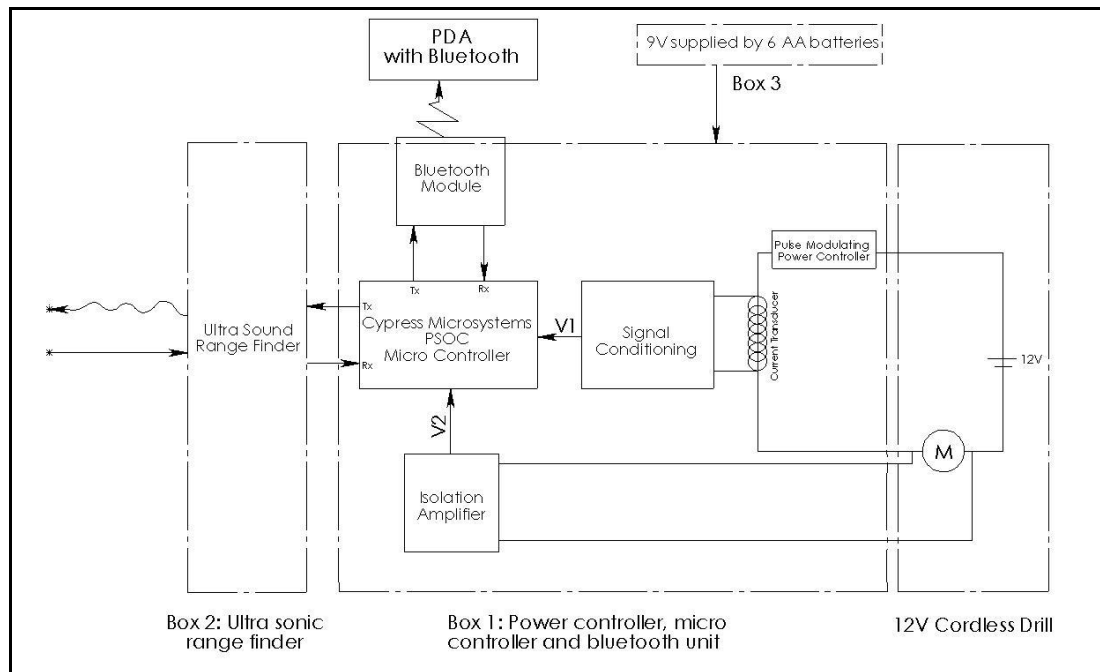 PDA
with Bluetooth
9V supplied by 6 AA batteries
Box 3
Bluetooth
Module
Pulse Modulating
Power Controller
Tx
Rx
Tx
Cypress Microsystems
PSOC
Micro Controller
Rx
Ultra Sound
Range Finder
V1
Signal
Conditioning
Current Transducer
12V
V2
M
Isolation
Amplifier
Box 2: Ultra sonic
range finder
Box 1: Power controller, micro
controller and bluetooth unit
12V Cordless Drill